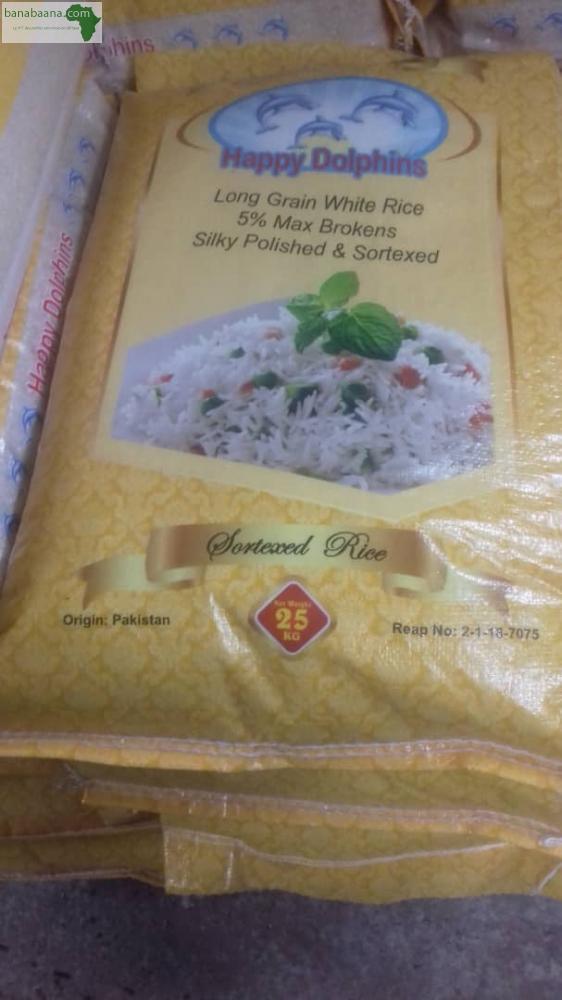 banabaana.com
Dolphins
Happy Dolphins
Happy Dolphins
Long Grain White Rice
5% Max Brokens
Silky Polished & Sortexed
Sortexed Rice
Net Weight
25
KG
Origin: Pakistan
Reap No: 2-1-18-7075